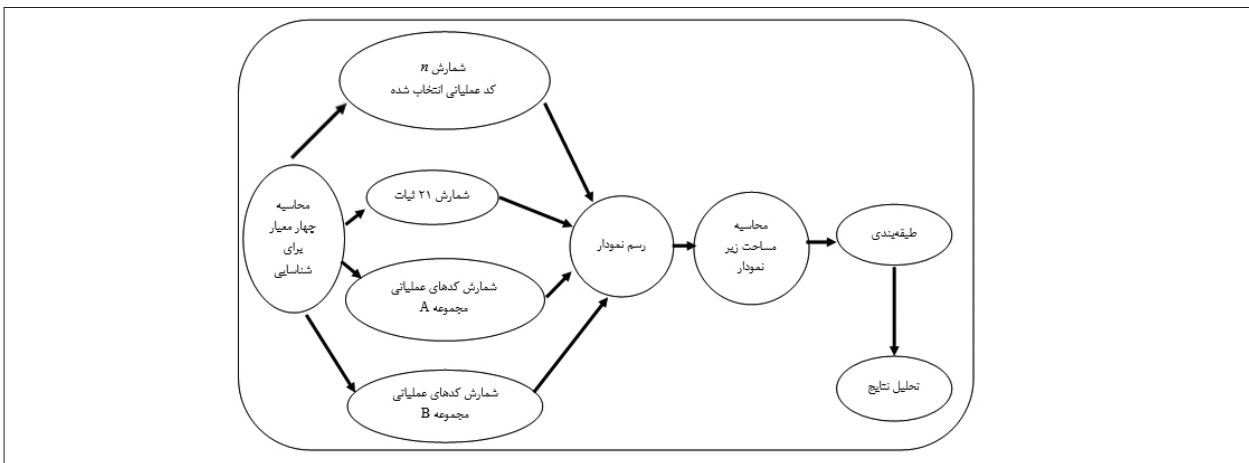 شمارش n
کد عملیاتی انتخاب شده
محاسبه
چهار معیار
برای
شناسایی
شمارش ۲۱ ثبات
شمارش کدهای عملیاتی
مجموعه A
شمارش کدهای عملیاتی
مجموعه B
رسم نمودار
محاسبه
مساحت زیر
نمودار
طبقه‌بندی
تحلیل نتایج